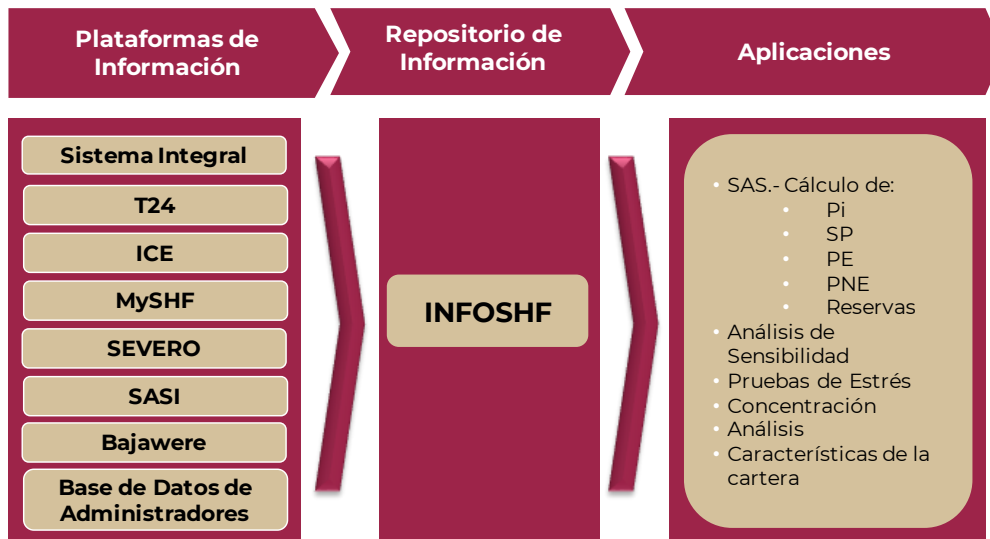 Plataformas de
Información
Repositorio de
Información
Aplicaciones
Sistema Integral
T24
ICE
MySHF
SEVERO
SASI
Bajawere
Base de Datos de
Administradores
INFOSHF
• SAS.- Cálculo de:
• Pi
• SP
• PE
• PNE
• Reservas
• Análisis de
Sensibilidad
• Pruebas de Estrés
• Concentración
• Análisis
• Características de la
cartera